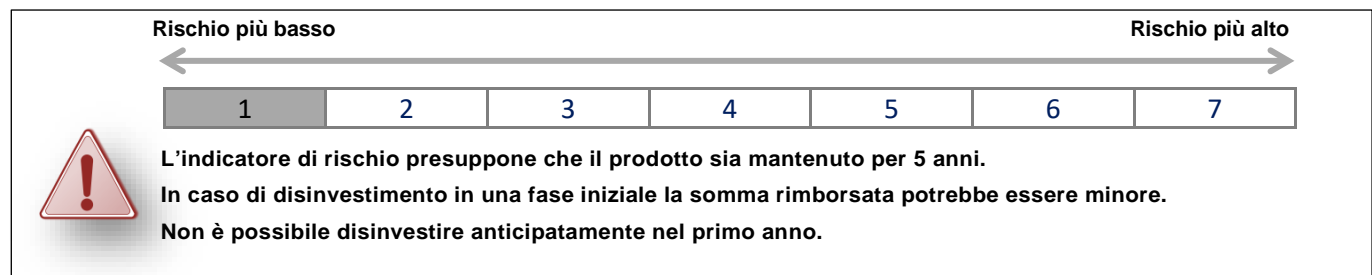 Rischio più basso Rischio più alto
1 2 3 4 5 6 7
L'indicatore di rischio presuppone che il prodotto sia mantenuto per 5 anni.
In caso di disinvestimento in una fase iniziale la somma rimborsata potrebbe essere minore.
Non è possibile disinvestire anticipatamente nel primo anno.